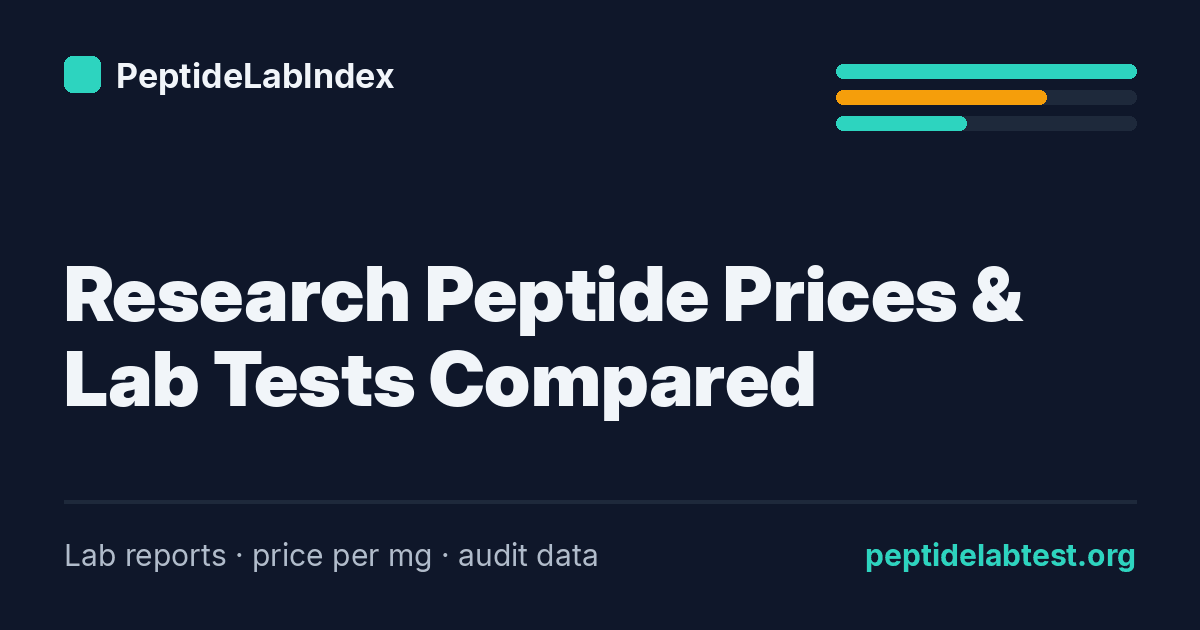 PeptideLabIndex
Research Peptide Prices &
Lab Tests Compared
Lab reports · price per mg · audit data
peptidelabtest.org